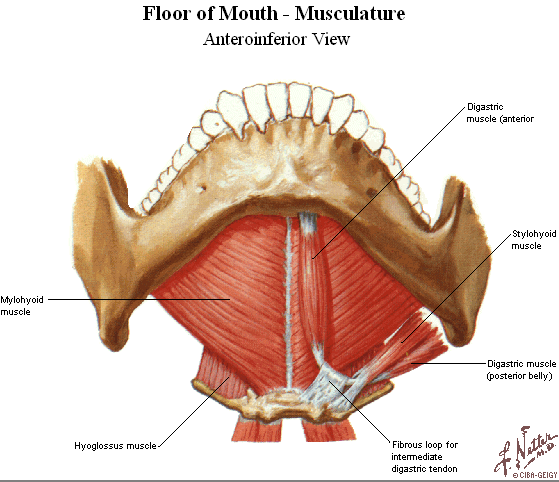 Floor of Mouth - Musculature
Anteroinferior View
Digastric
muscle (anterior
Stylohyoid
muscle
Mylohyoid
muscle
Digastric muscle
(posterior belly)
Hyoglossus muscle
Fibrous loop for
intermediate
digastric tendon
F. Netter
M.D.
© CIBA-GEIGY